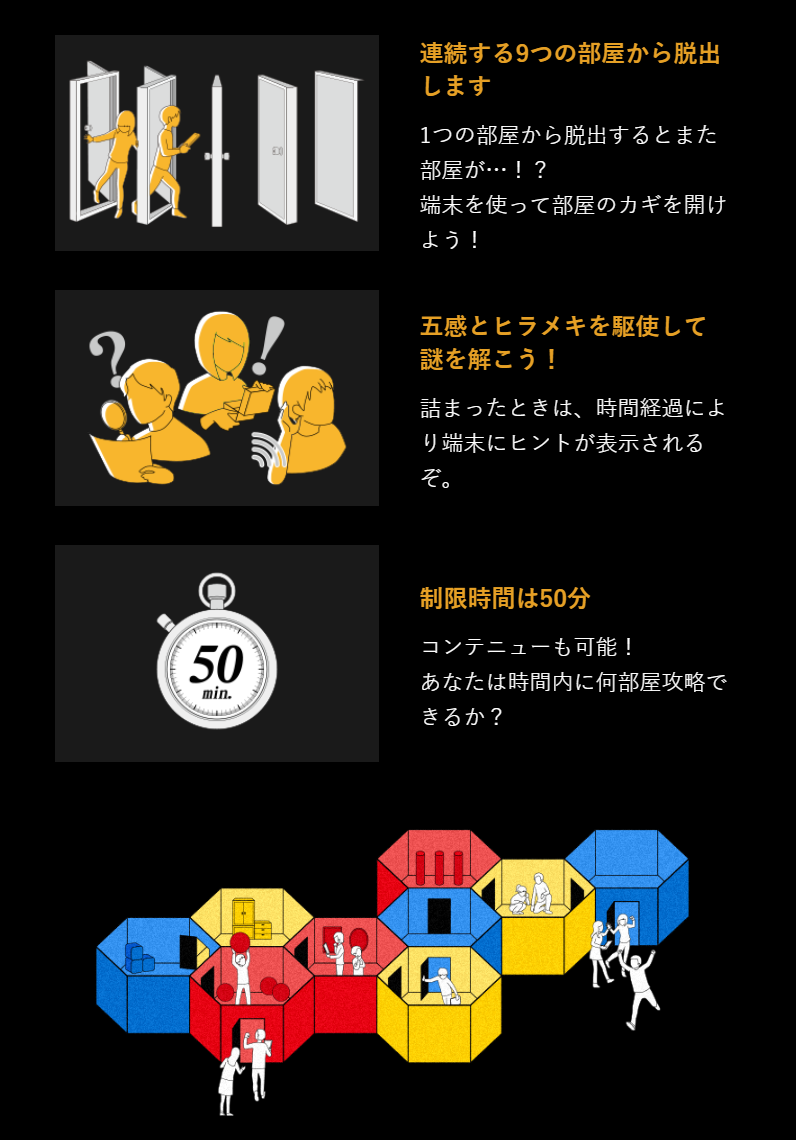 連続する9つの部屋から脱出
します
1つの部屋から脱出するとまた
部屋が…！？
端末を使って部屋のカギを開け
よう！
?
!
五感とヒラメキを駆使して
謎を解こう！
詰まったときは、時間経過によ
り端末にヒントが表示される
ぞ。
50
min.
制限時間は50分
コンテニューも可能！
あなたは時間内に何部屋攻略で
きるか？